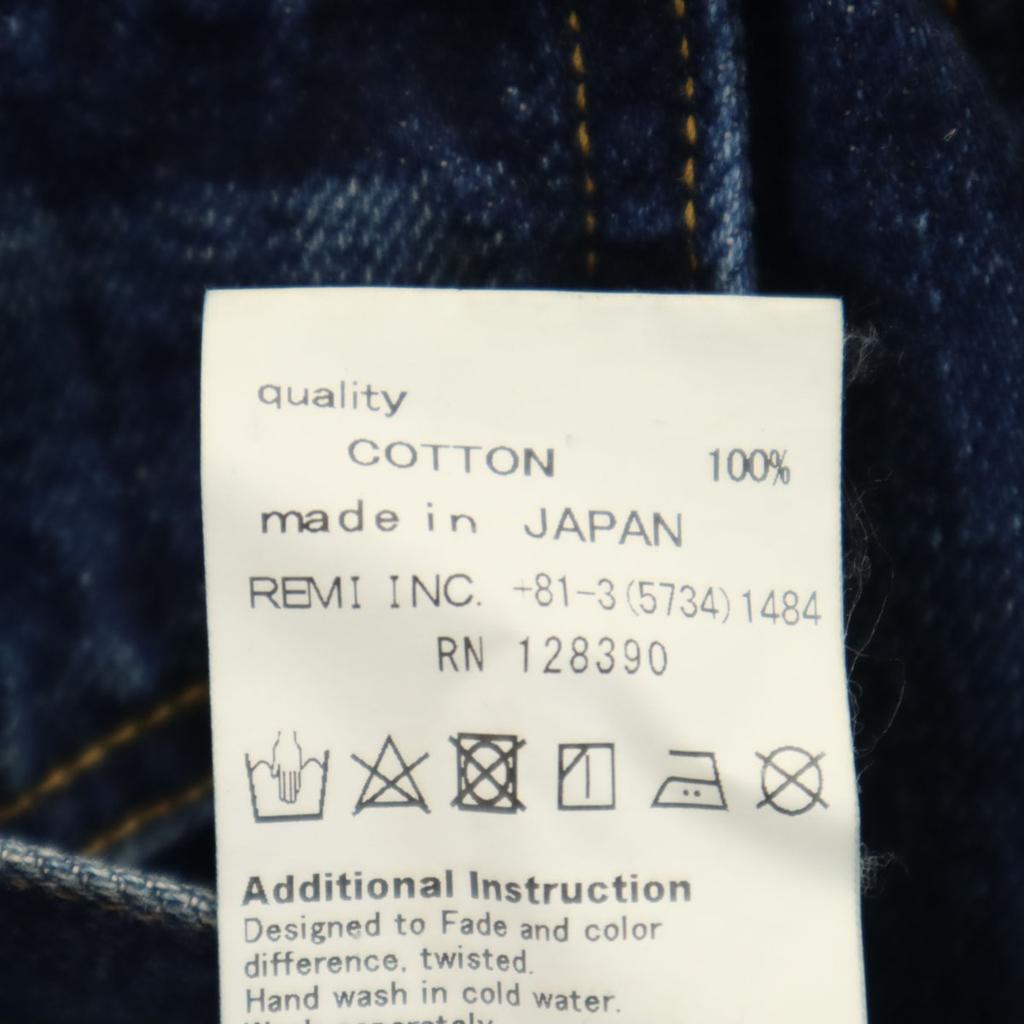 quality
COTTON 100%
made in JAPAN
REMI INC. +81-3(5734)1484
RN 128390
Additional Instruction
Designed to Fade and color
difference, twisted.
Hand wash in cold water.